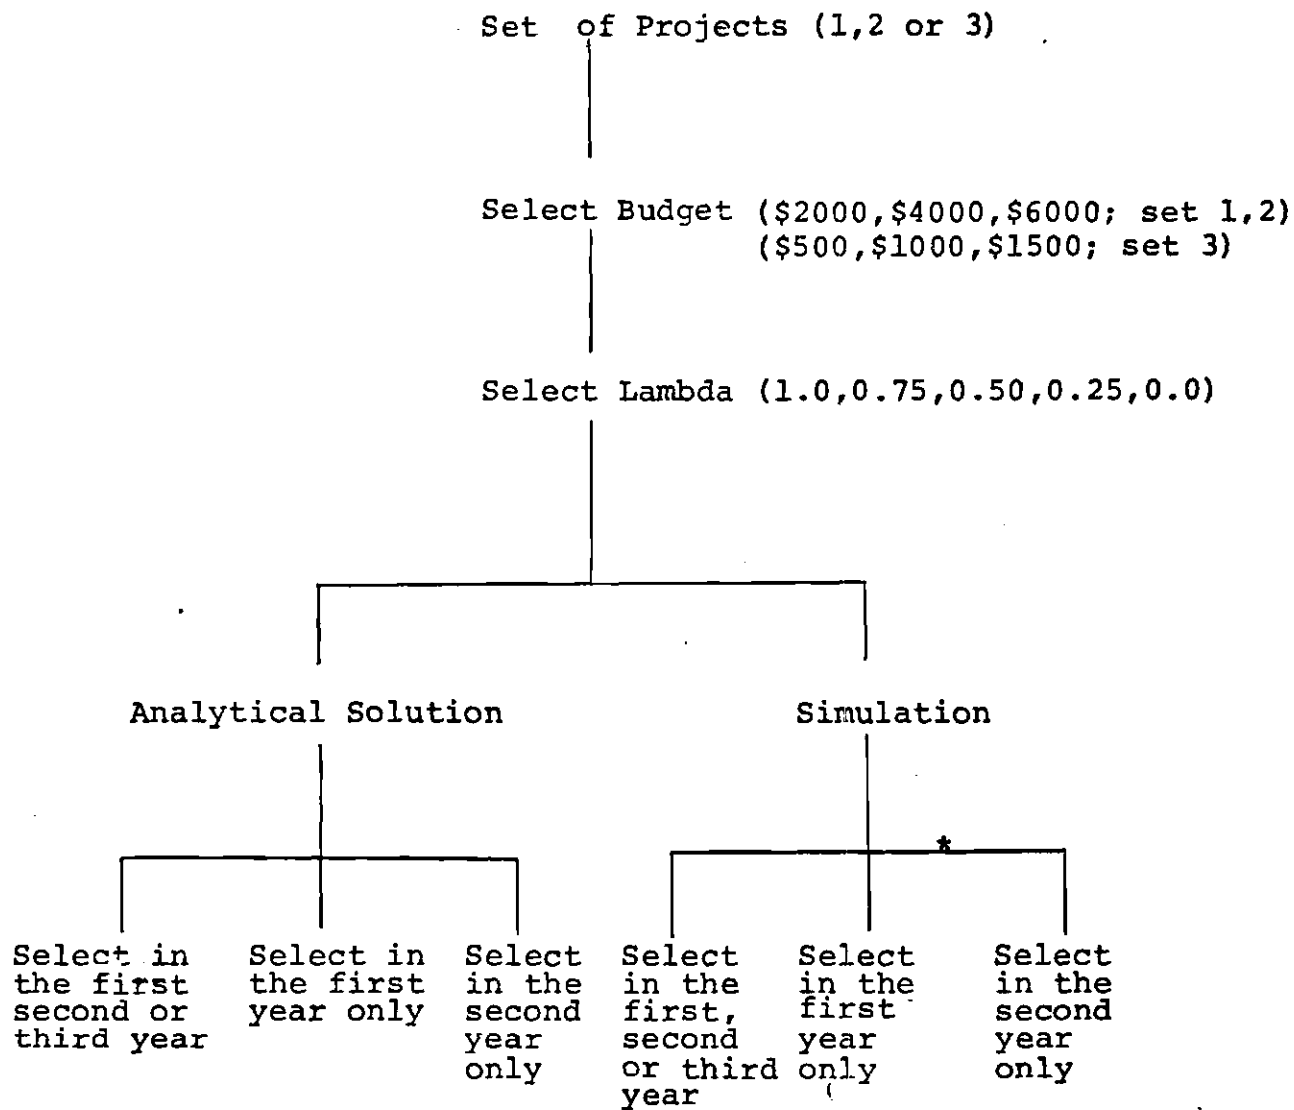 Set of Projects (1,2 or 3)
Select Budget ($2000,$4000,$6000; set 1,2)
($500,$1000,$1500; set 3)
Select Lambda (1.0,0.75,0.50,0.25,0.0)
Analytical Solution
Simulation
*
Select in
the first
second or
third year
Select in
the first
year only
Select
in the
second
year
only
Select
in the
first,
second
or third
year
Select
in the
first
year
only
Select
in the
second
year
only